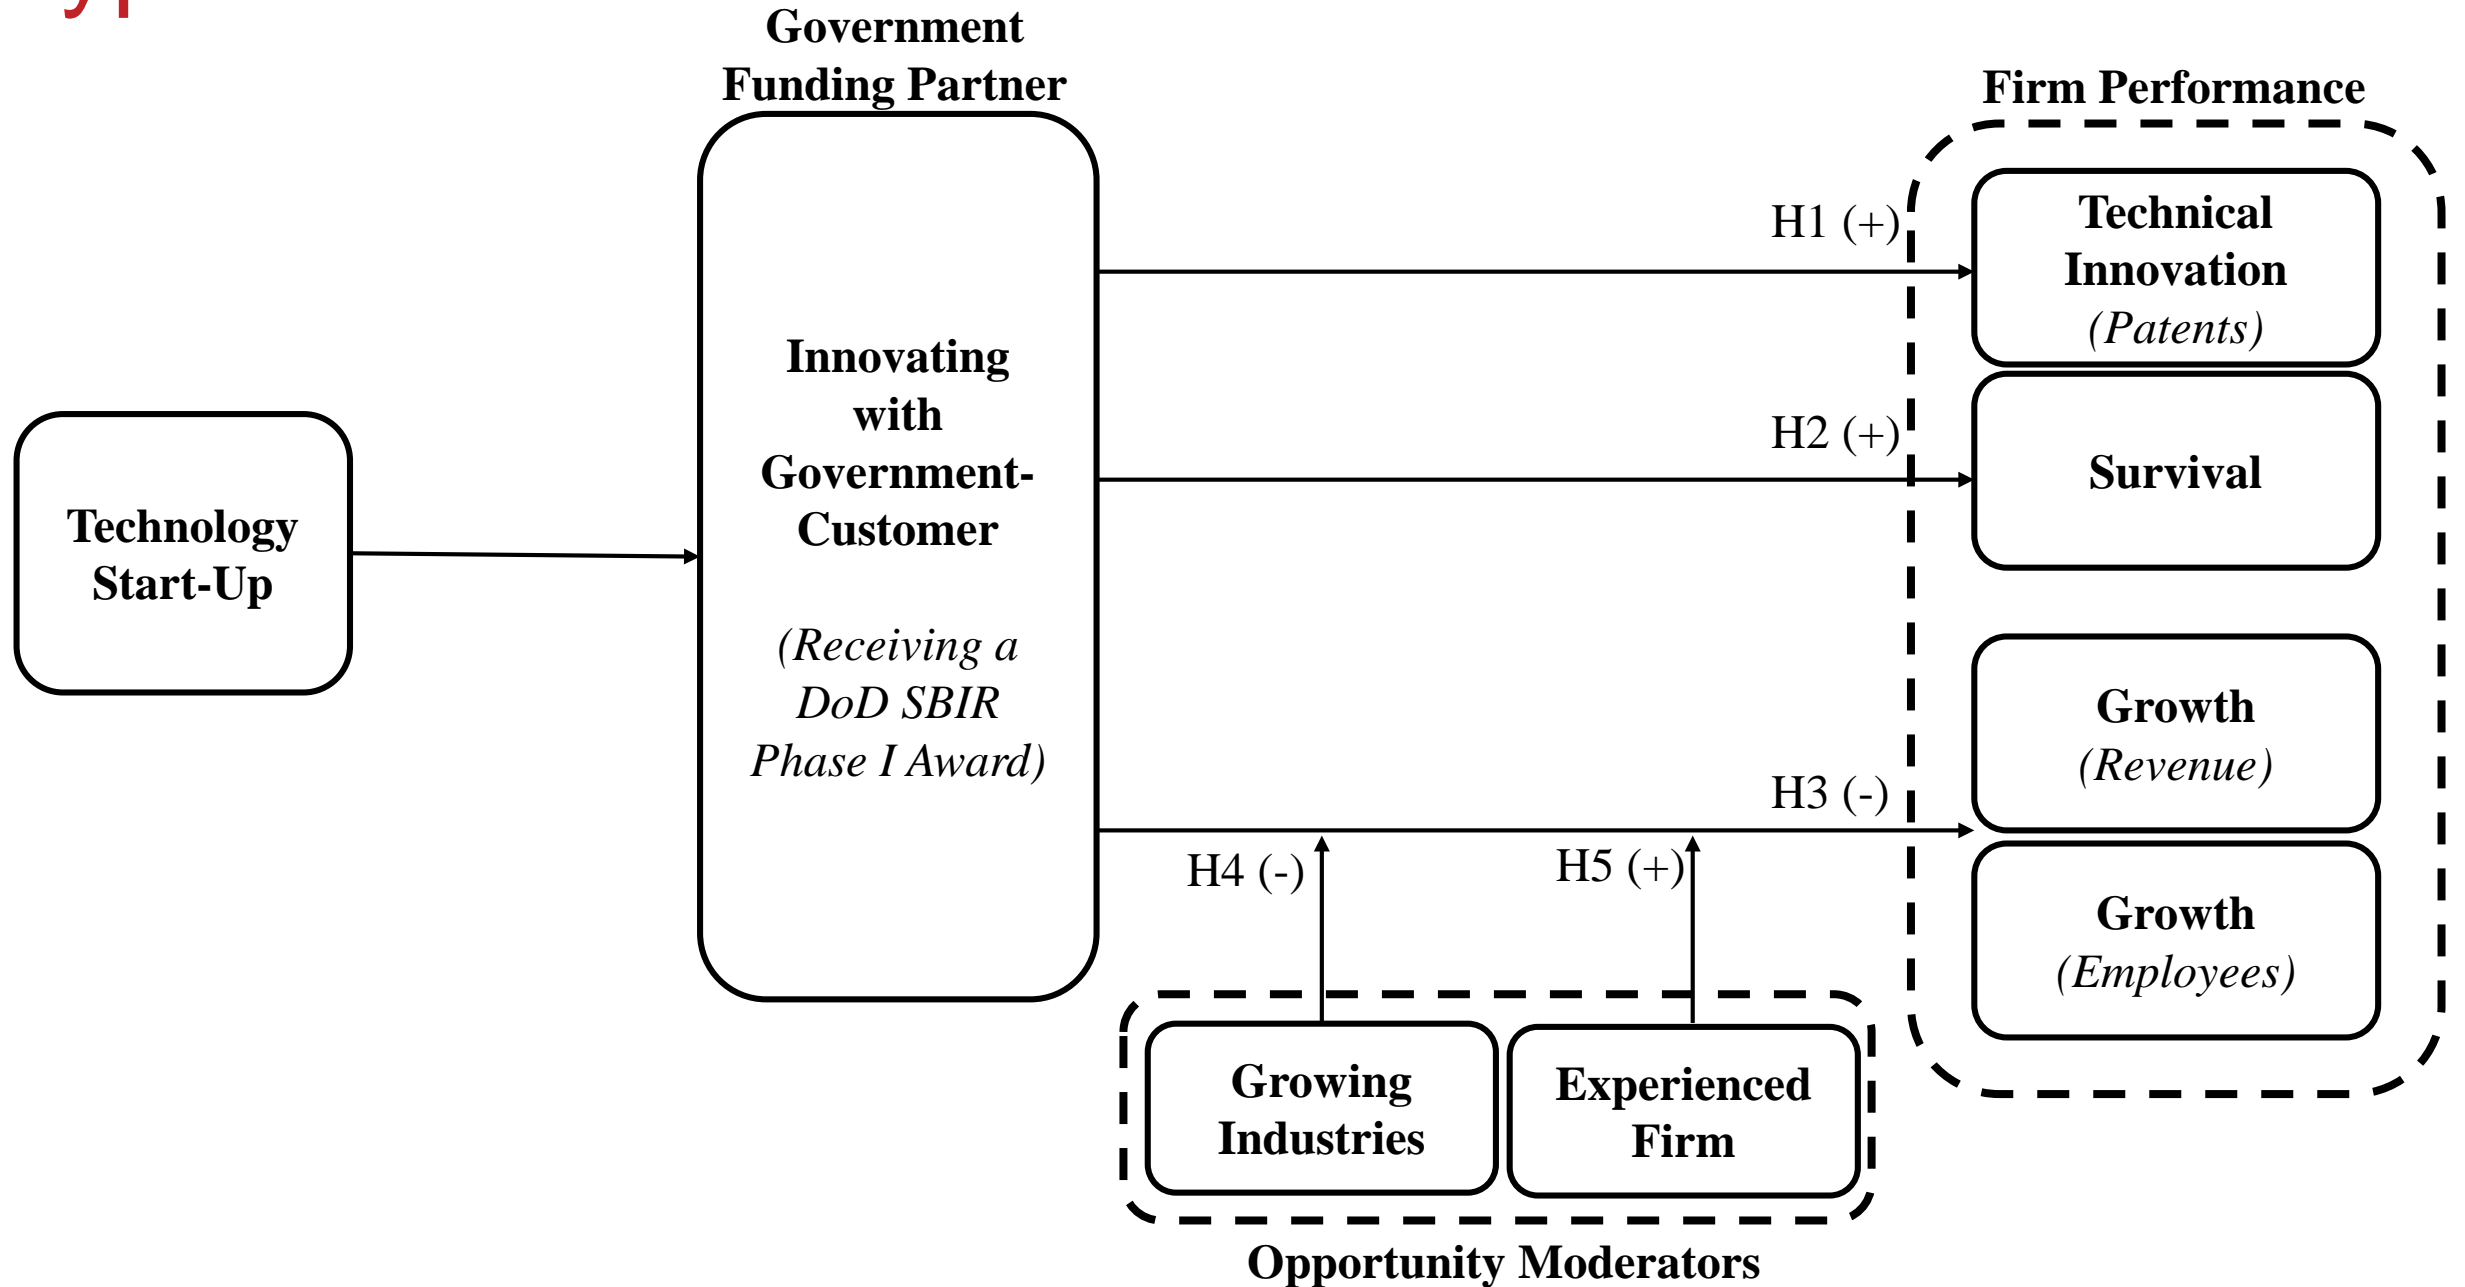 Government
Funding Partner
Firm Performance
Technology
Start-Up
Innovating
with
Government-
Customer
(Receiving a
DoD SBIR
Phase I Award)
H1 (+)
H2 (+)
H3 (-)
H4 (-)
H5 (+)
Technical
Innovation
(Patents)
Survival
Growth
(Revenue)
Growth
(Employees)
Growing
Industries
Experienced
Firm
Opportunity Moderators